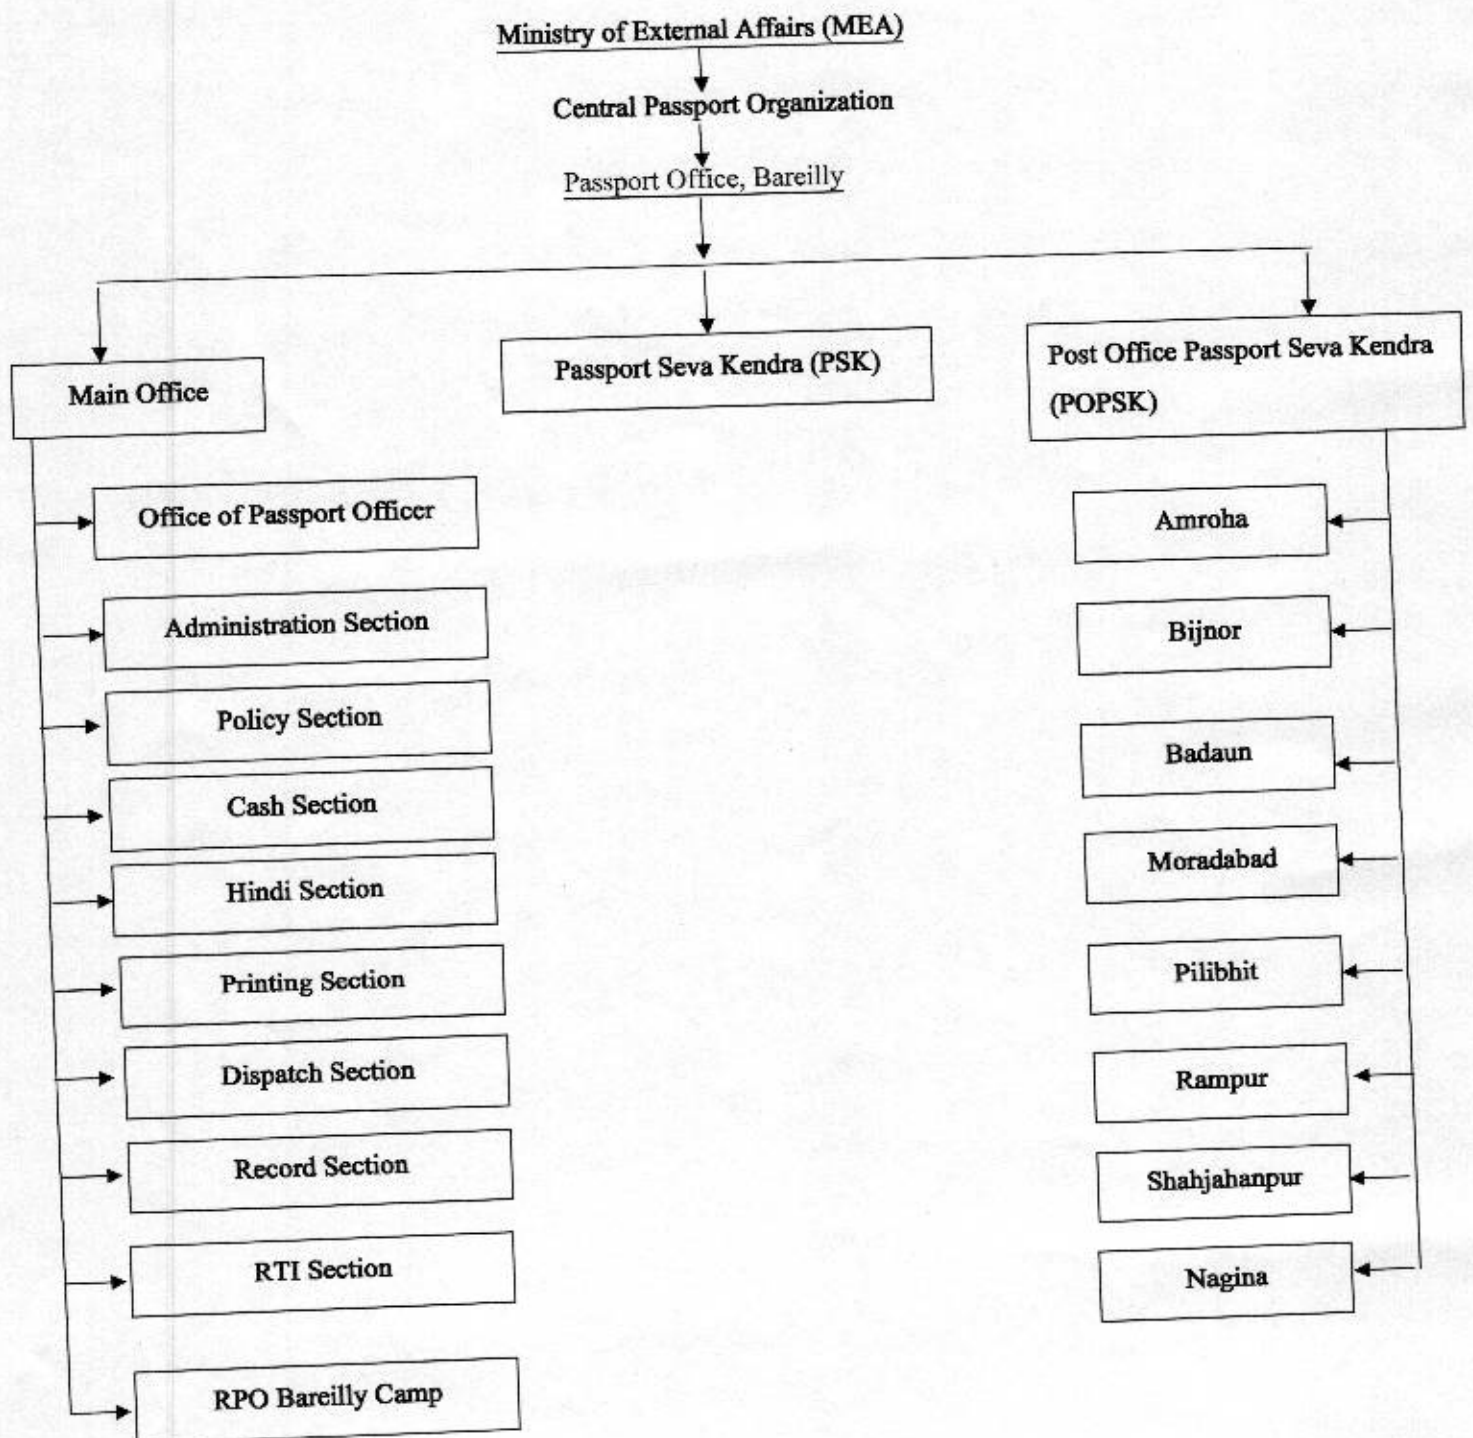 Ministry of External Affairs (MEA)
Central Passport Organization
Passport Office, Bareilly
Main Office
Passport Seva Kendra (PSK)
Post Office Passport Seva Kendra
(POPSK)
Office of Passport Officer
Administration Section
Policy Section
Cash Section
Hindi Section
Printing Section
Dispatch Section
Record Section
RTI Section
RPO Bareilly Camp
Amroha
Bijnor
Badaun
Moradabad
Pilibhit
Rampur
Shahjahanpur
Nagina